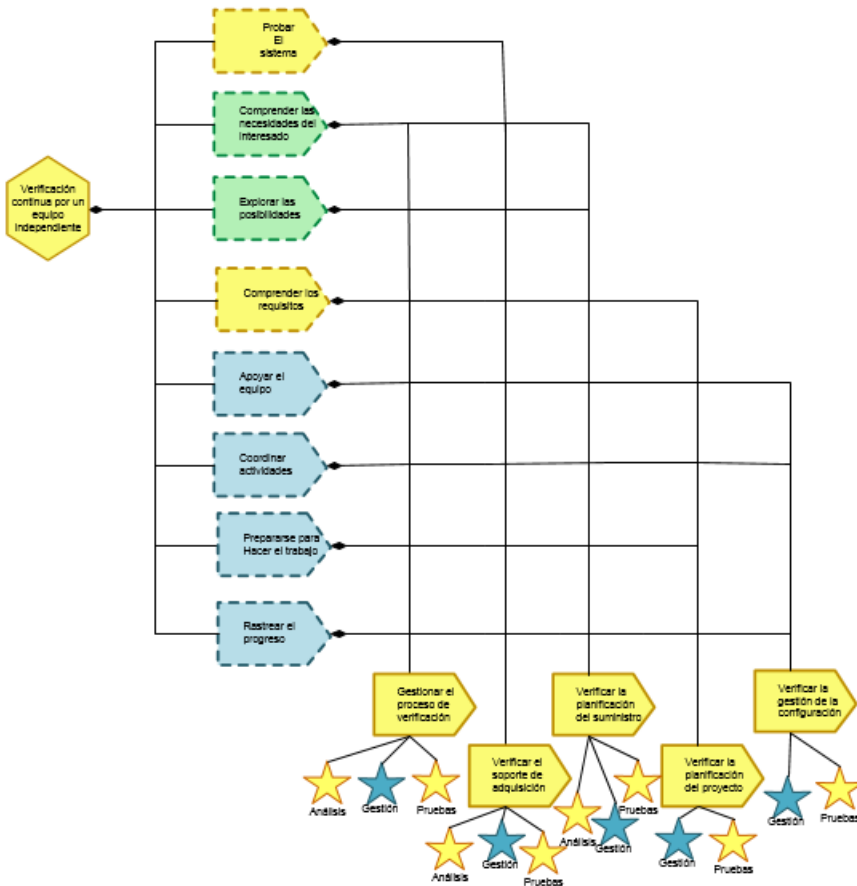 Probar
El
sistema
Comprender las
necesidades del
interesado
Verificación
continua por un
equipo
independiente
Explorar las
posibilidades
Comprender los
requisitos
Apoyar el
equipo
Coordinar
actividades
Prepararse para
Hacer el trabajo
Rastrear el
progreso
Gestionar el
proceso de
verificación
Verificar la
planificación
del suministro
Verificar la
gestión de la
configuración
Verificar el
soporte de
adquisición
Verificar la
planificación
del proyecto
Análisis
Gestión
Pruebas
Análisis
Gestión
Pruebas
Análisis
Gestión
Pruebas
Gestión
Pruebas
Gestión
Pruebas